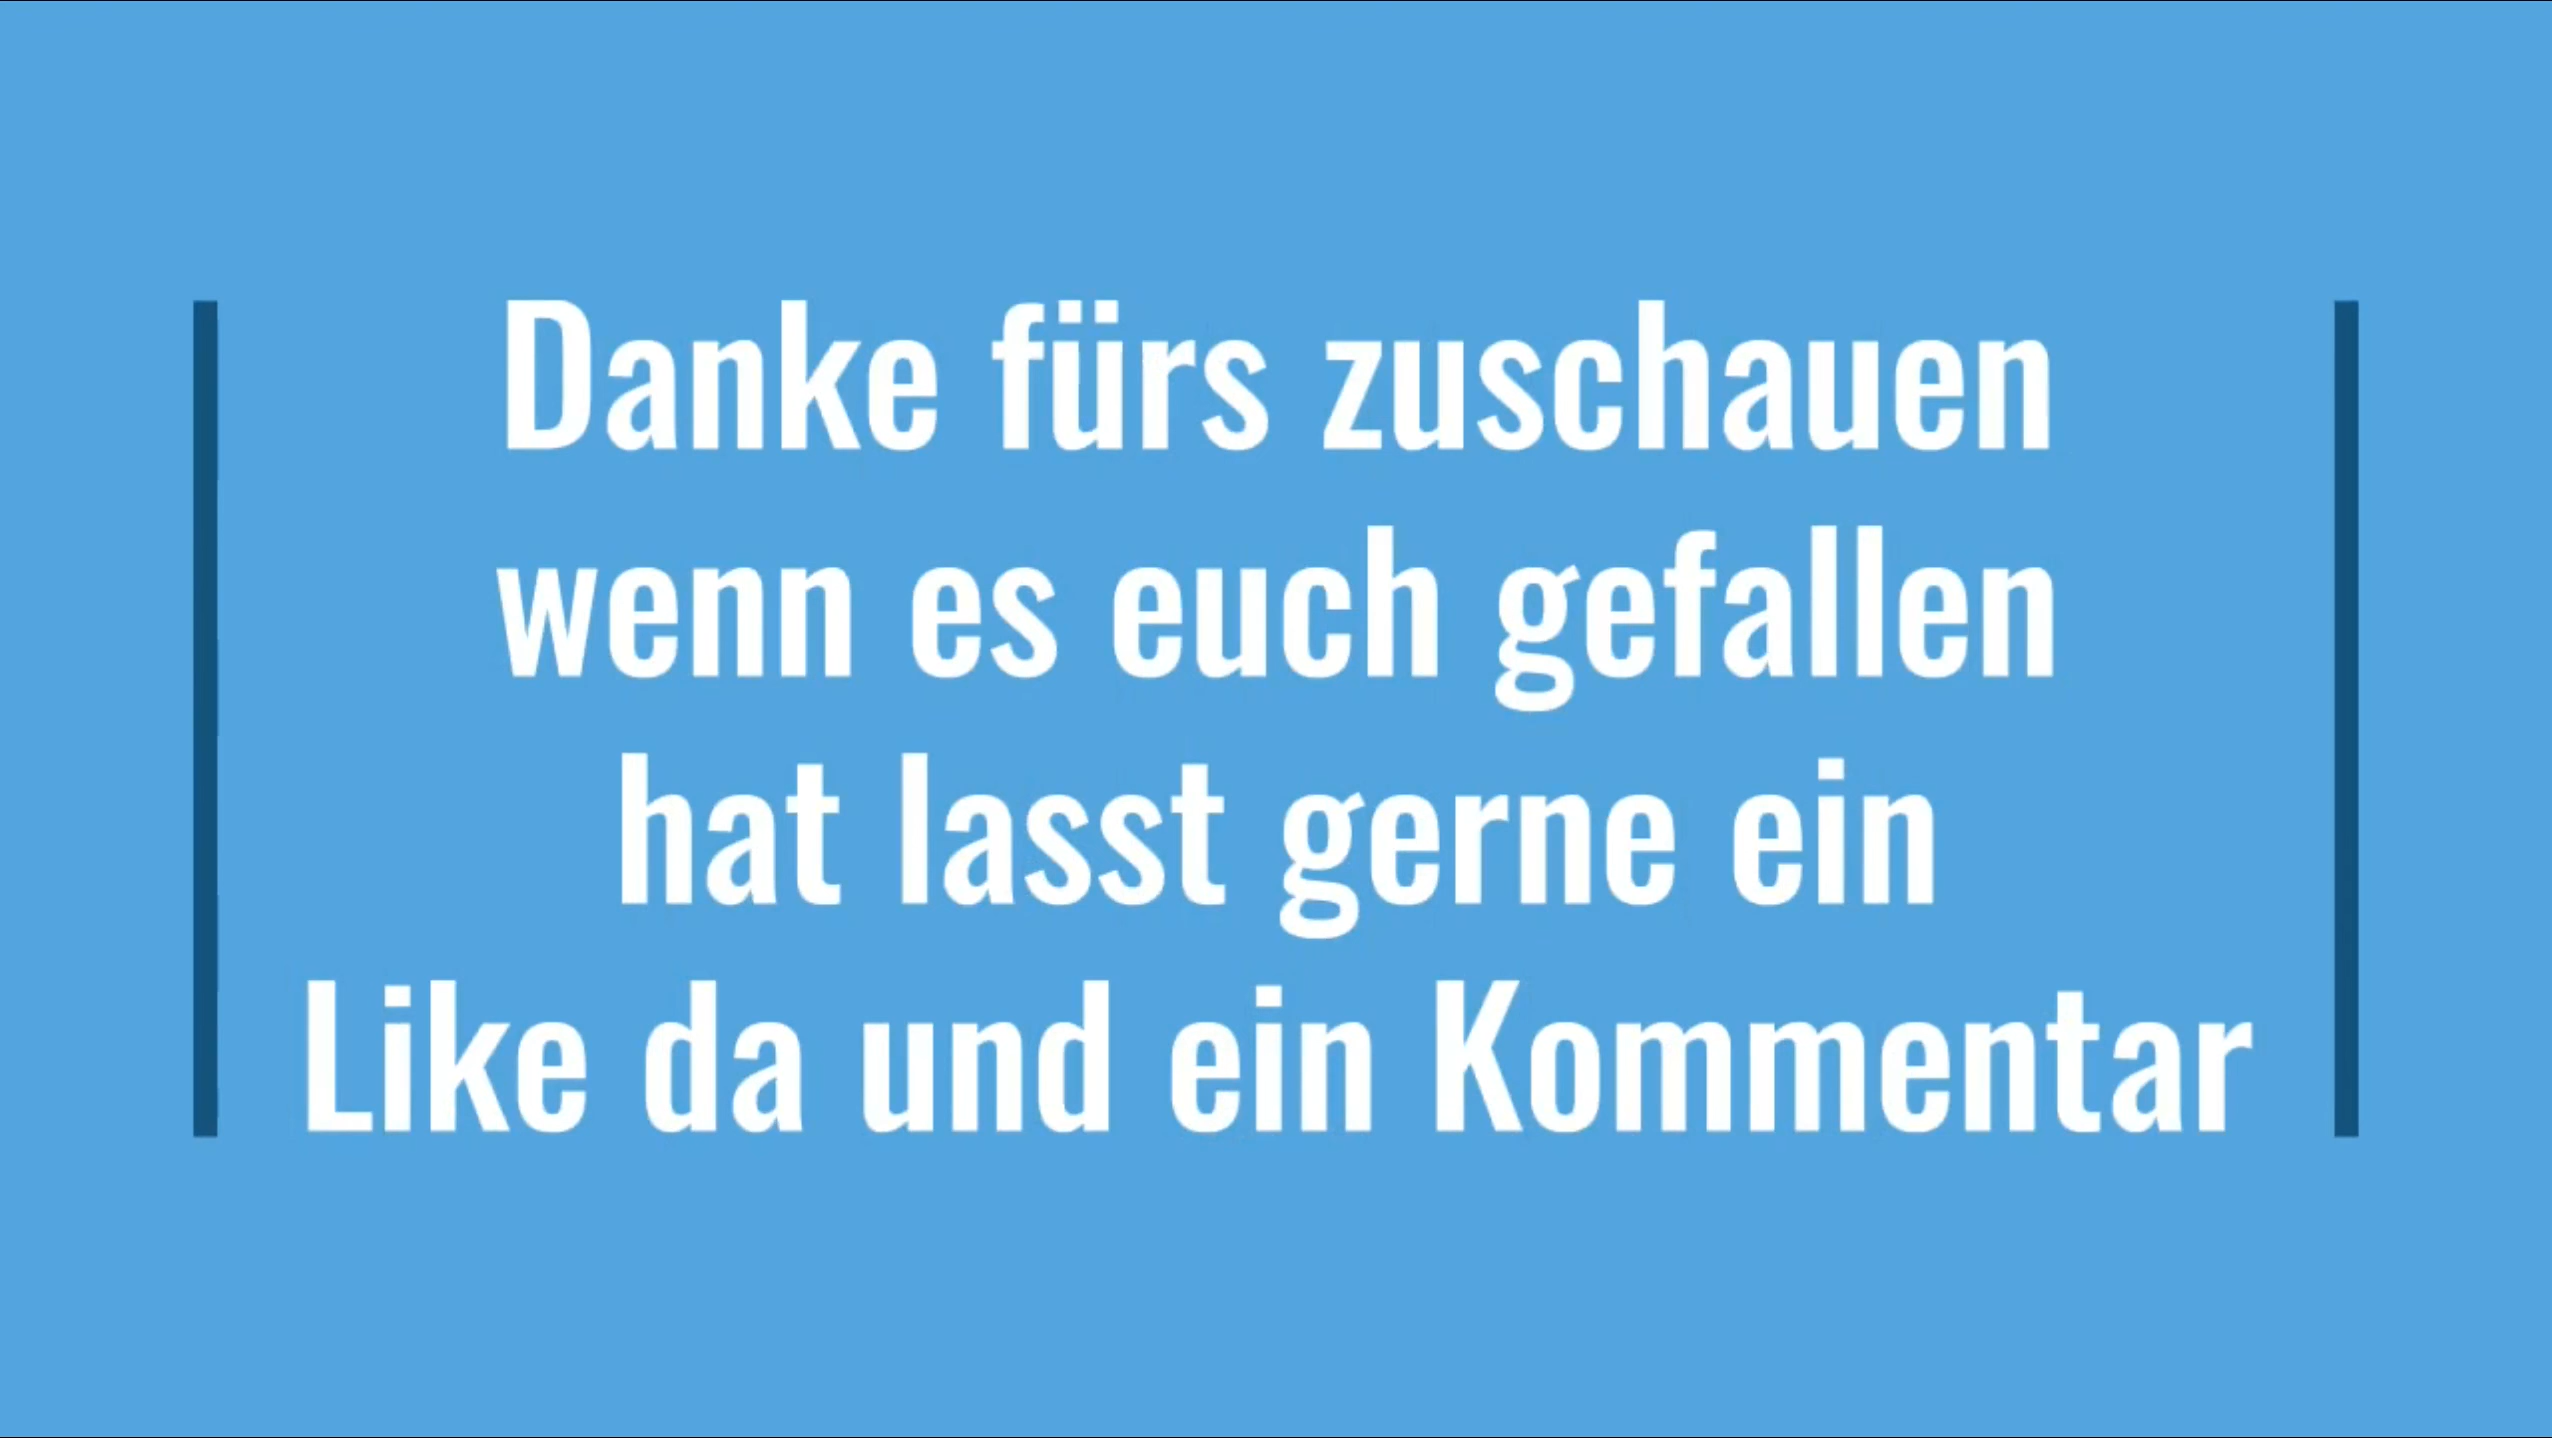 Danke fürs zuschauen
wenn es euch gefallen
hat lasst gerne ein
Like da und ein Kommentar